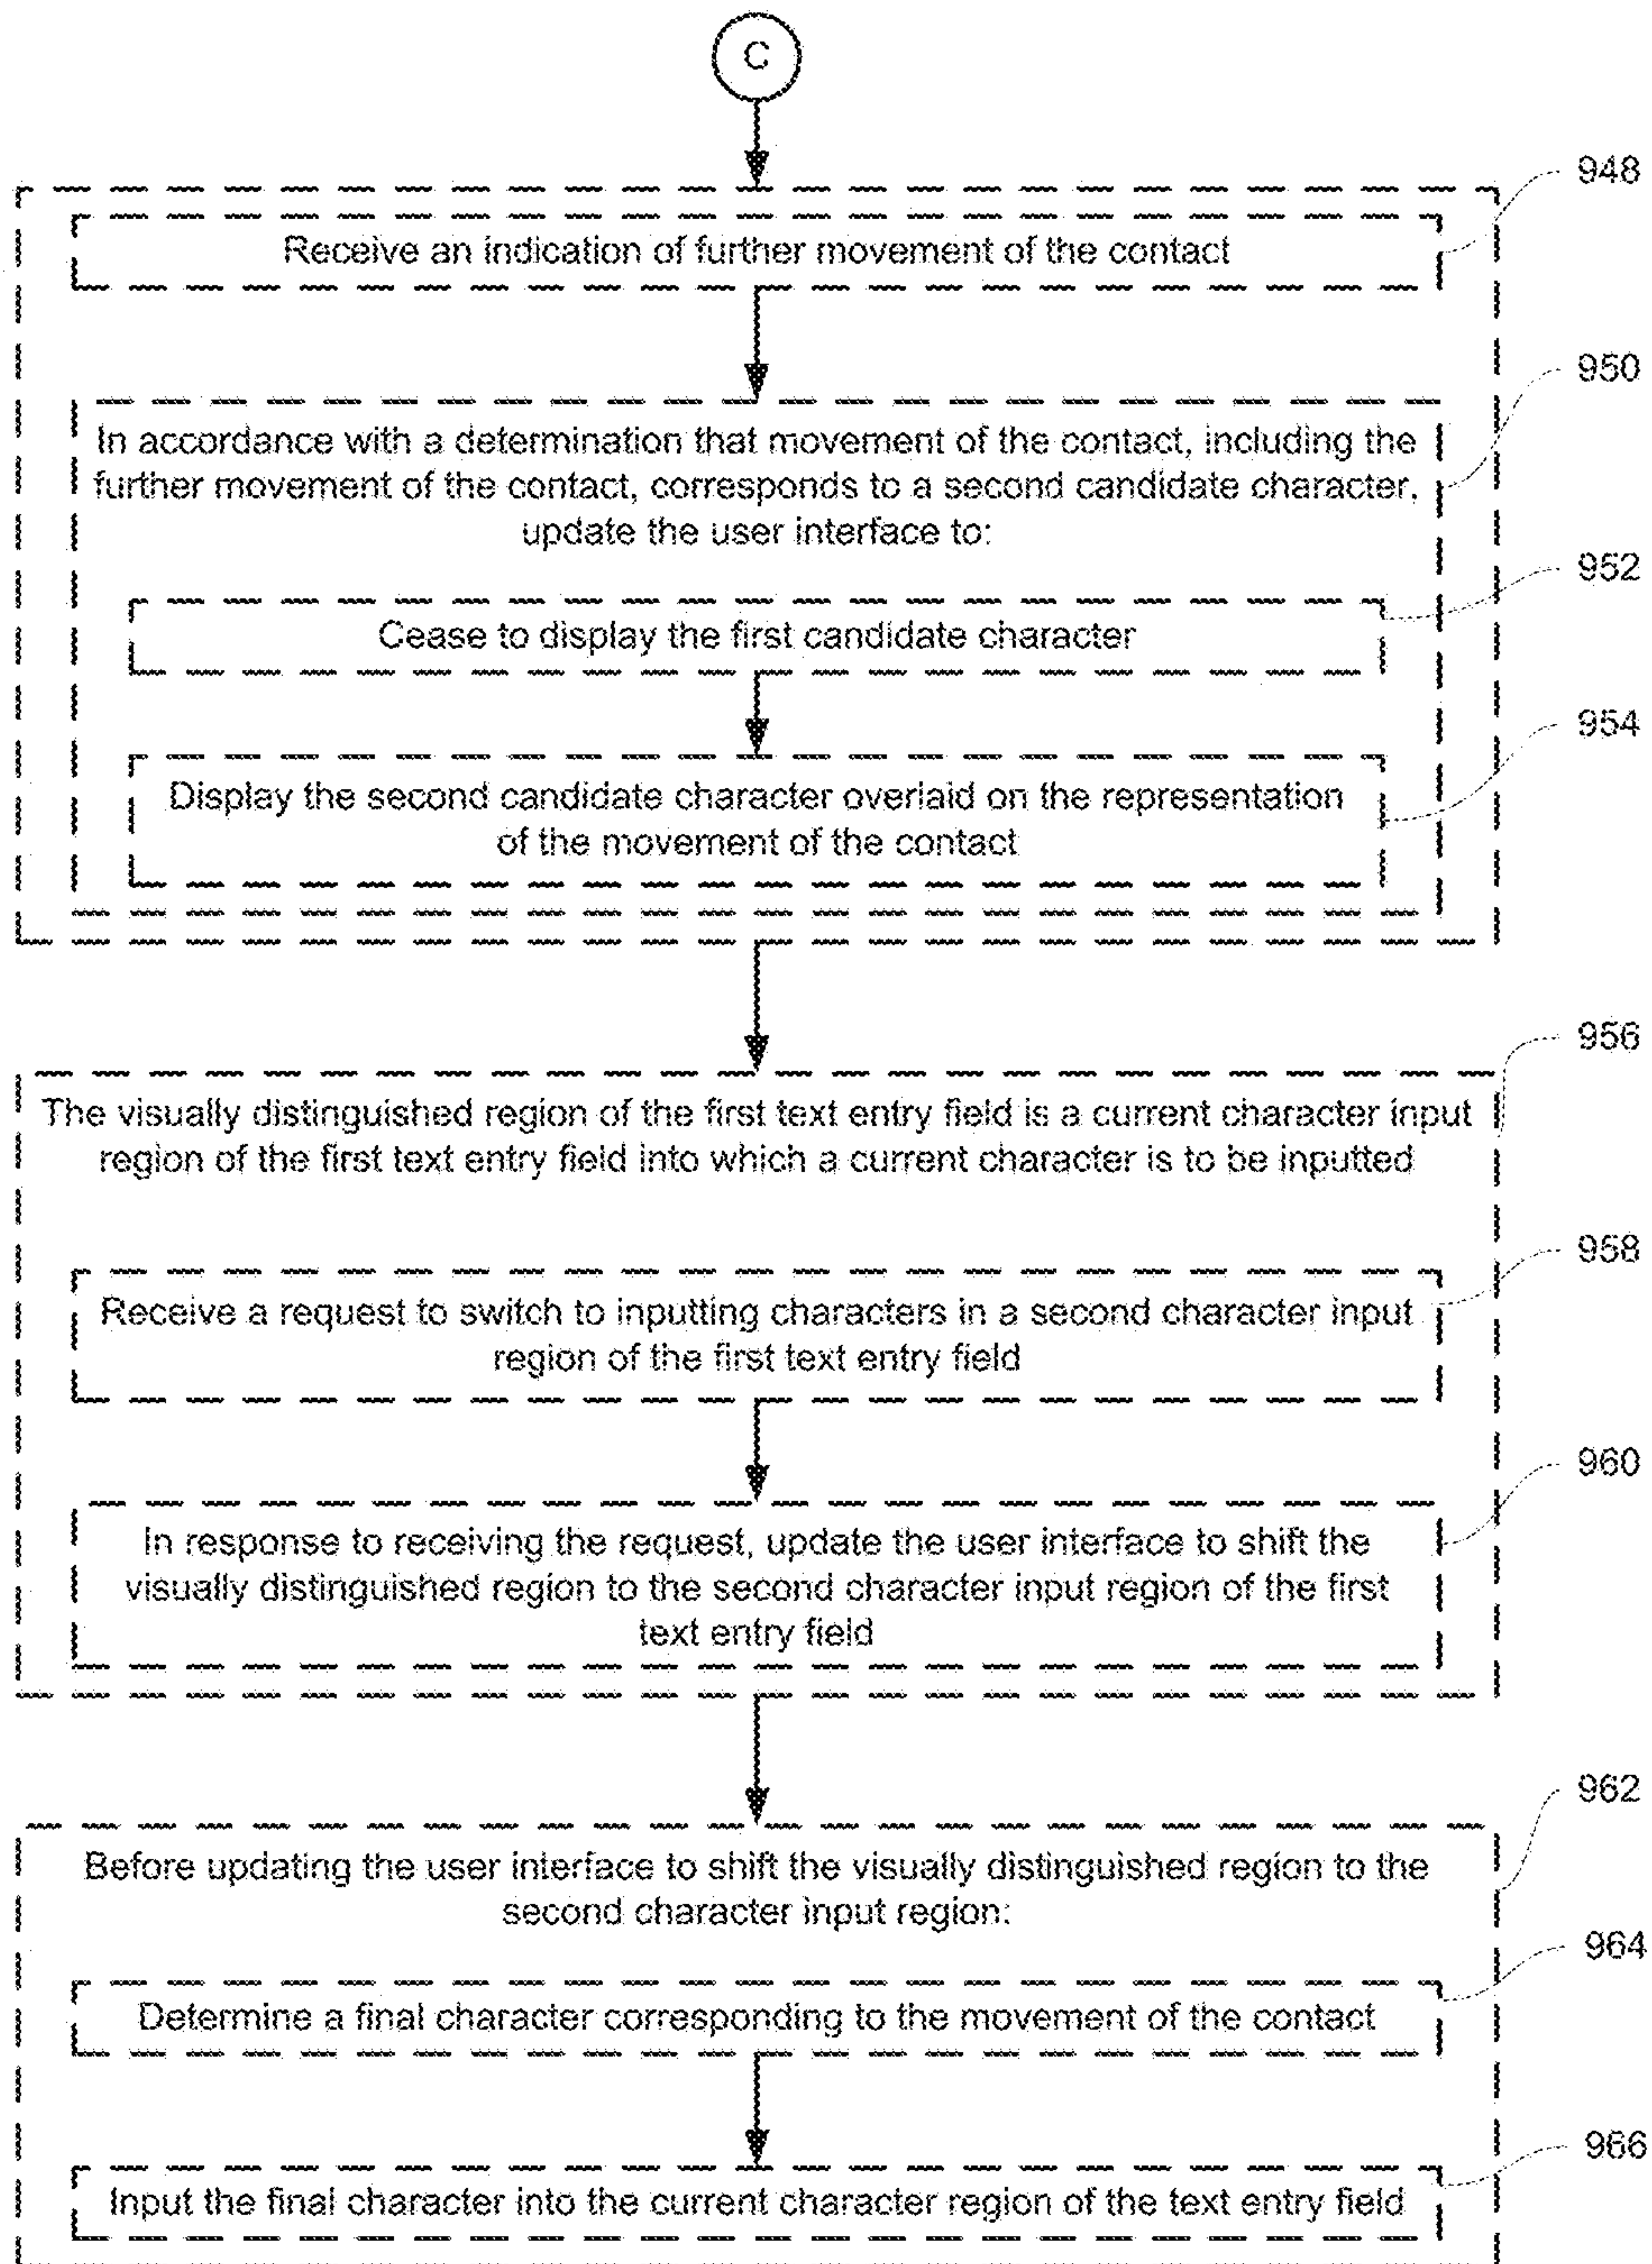 C
948
Receive an indication of further movement of the contact
950
In accordance with a determination that movement of the contact, including the
further movement of the contact, corresponds to a second candidate character,
update the user interface to:
952
Cease to display the first candidate character
954
Display the second candidate character overlaid on the representation
of the movement of the contact
956
The visually distinguished region of the first text entry field is a current character input
region of the first text entry field into which a current character is to be inputted
958
Receive a request to switch to inputting characters in a second character input
region of the first text entry field
960
In response to receiving the request, update the user interface to shift the
visually distinguished region to the second character input region of the first
text entry field
962
Before updating the user interface to shift the visually distinguished region to the
second character input region:
964
Determine a final character corresponding to the movement of the contact
966
Input the final character into the current character region of the text entry field